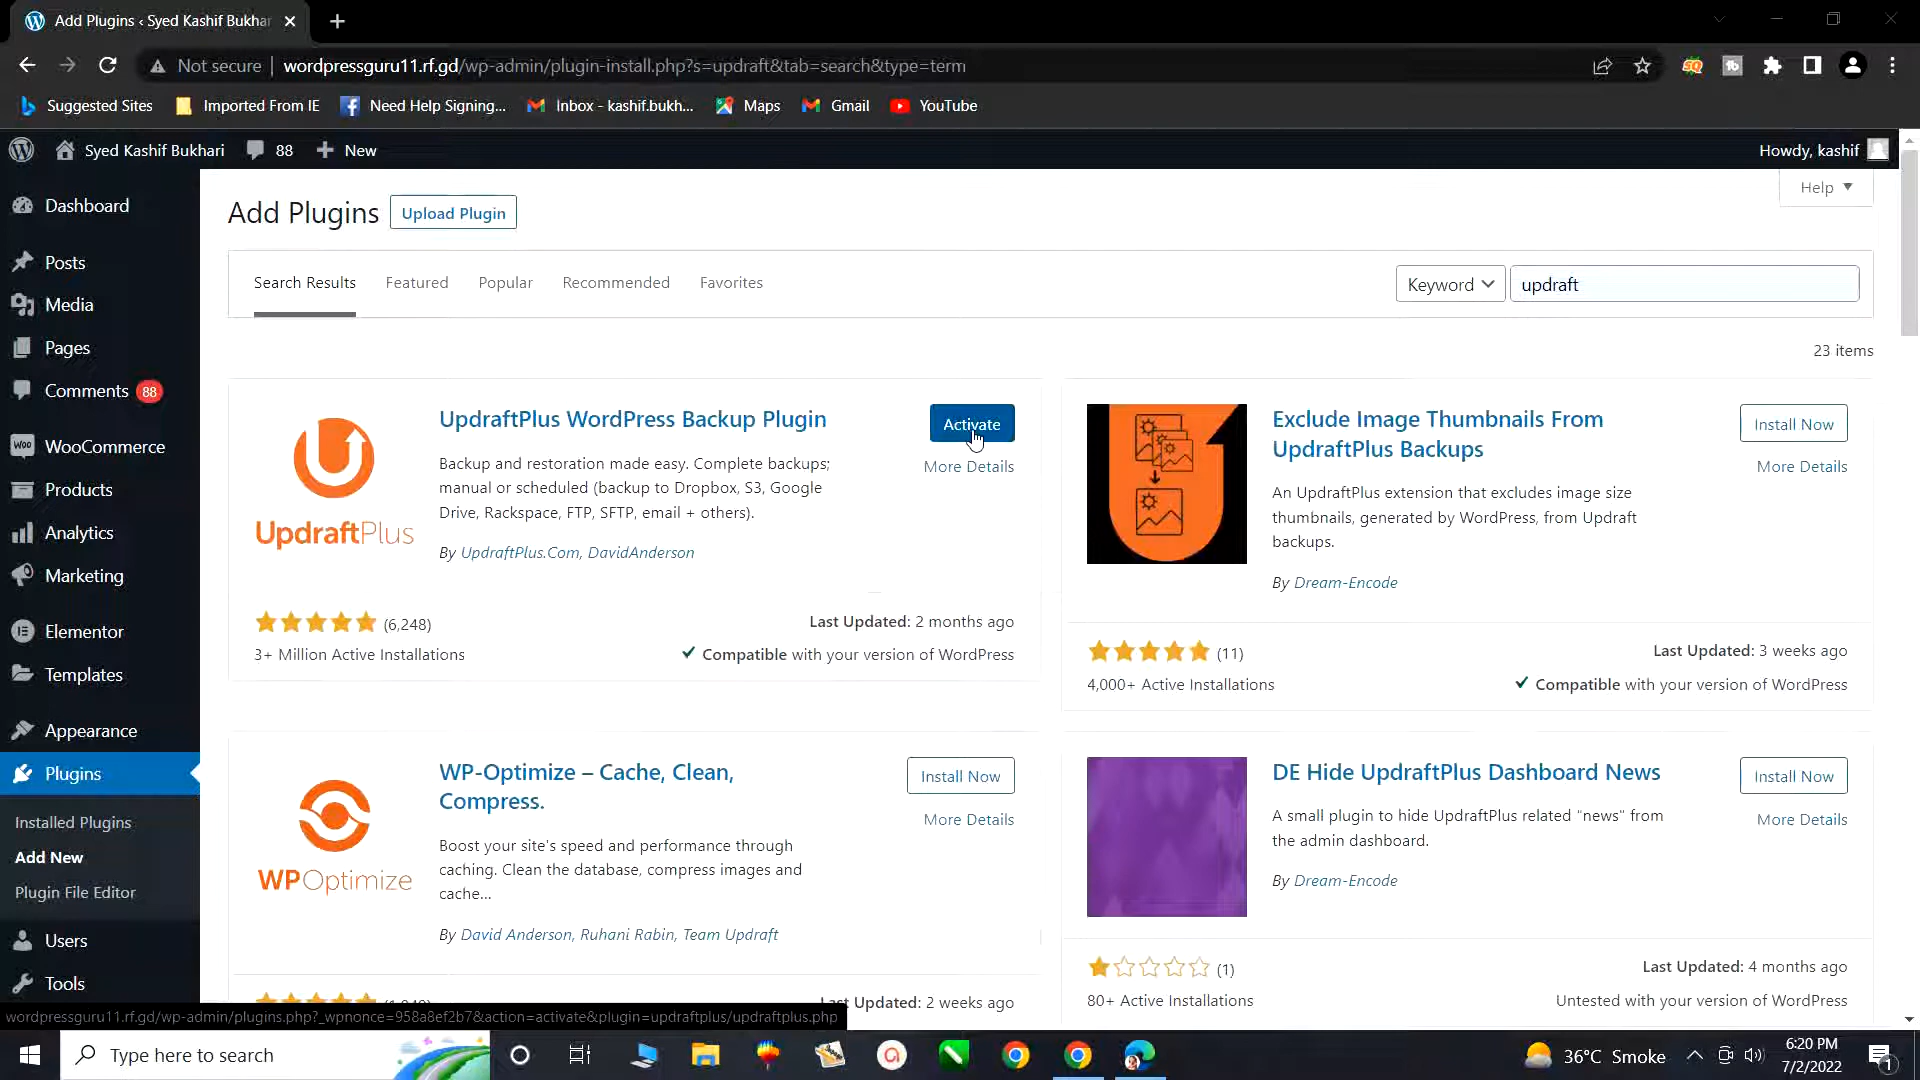 Add Plugins ‹ Syed Kashif Bukha
Not secure | wordpressguru11.rf.gd/wp-admin/plugin-install.php?s=updraft&tab=search&type=term
Suggested Sites
Imported From IE
Need Help Signing...
Inbox - kashif.bukh...
Maps
Gmail
YouTube
Syed Kashif Bukhari
88
New
Howdy, kashif
Dashboard
Posts
Media
Pages
Comments 88
WooCommerce
Products
Analytics
Marketing
Elementor
Templates
Appearance
Plugins
Installed Plugins
Add New
Plugin File Editor
Users
Tools
Help
Add Plugins
Upload Plugin
Search Results
Featured
Popular
Recommended
Favorites
Keyword
updraft
23 items
UpdraftPlus
UpdraftPlus WordPress Backup Plugin
Activate
More Details
Backup and restoration made easy. Complete backups;
manual or scheduled (backup to Dropbox, S3, Google
Drive, Rackspace, FTP, SFTP, email + others).
By UpdraftPlus.Com, DavidAnderson
(6,248)
3+ Million Active Installations
Last Updated: 2 months ago
Compatible with your version of WordPress
Exclude Image Thumbnails From
UpdraftPlus Backups
Install Now
More Details
An UpdraftPlus extension that excludes image size
thumbnails, generated by WordPress, from Updraft
backups.
By Dream-Encode
(11)
4,000+ Active Installations
Last Updated: 3 weeks ago
Compatible with your version of WordPress
WPOptimize
WP-Optimize – Cache, Clean,
Compress.
Install Now
More Details
Boost your site's speed and performance through
caching. Clean the database, compress images and
cache...
By David Anderson, Ruhani Rabin, Team Updraft
Last Updated: 2 weeks ago
DE Hide UpdraftPlus Dashboard News
Install Now
More Details
A small plugin to hide UpdraftPlus related “news” from
the admin dashboard.
By Dream-Encode
(1)
80+ Active Installations
Last Updated: 4 months ago
Untested with your version of WordPress
wordpressguru11.rf.gd/wp-admin/plugins.php?_wpnonce=958a8ef2b7&action=activate&plugin=updraftplus/updraftplus.php
Type here to search
36°C Smoke
6:20 PM
7/2/2022
1